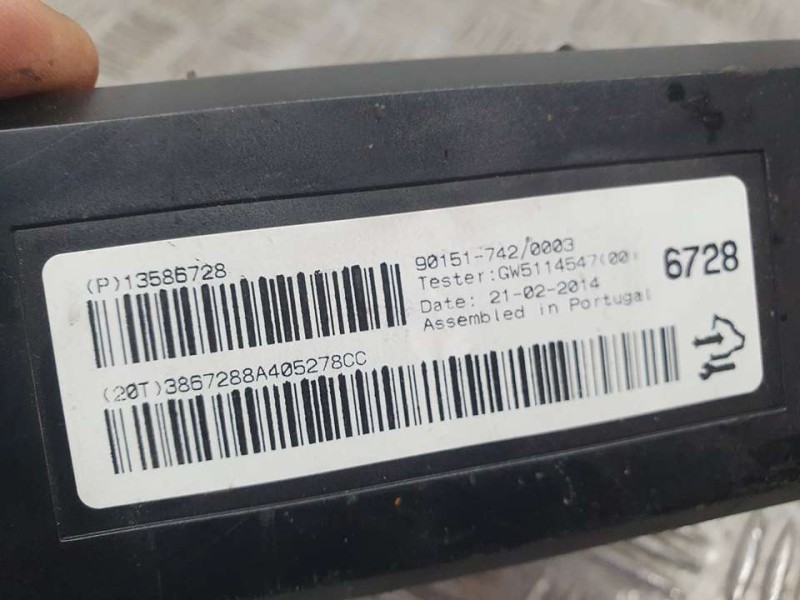 (P)13586728
(20T)3867288A405278CC
90151-742/0003
Tester:GW5114547(00)
Date: 21-02-2014
Assembled in Portugal
6728